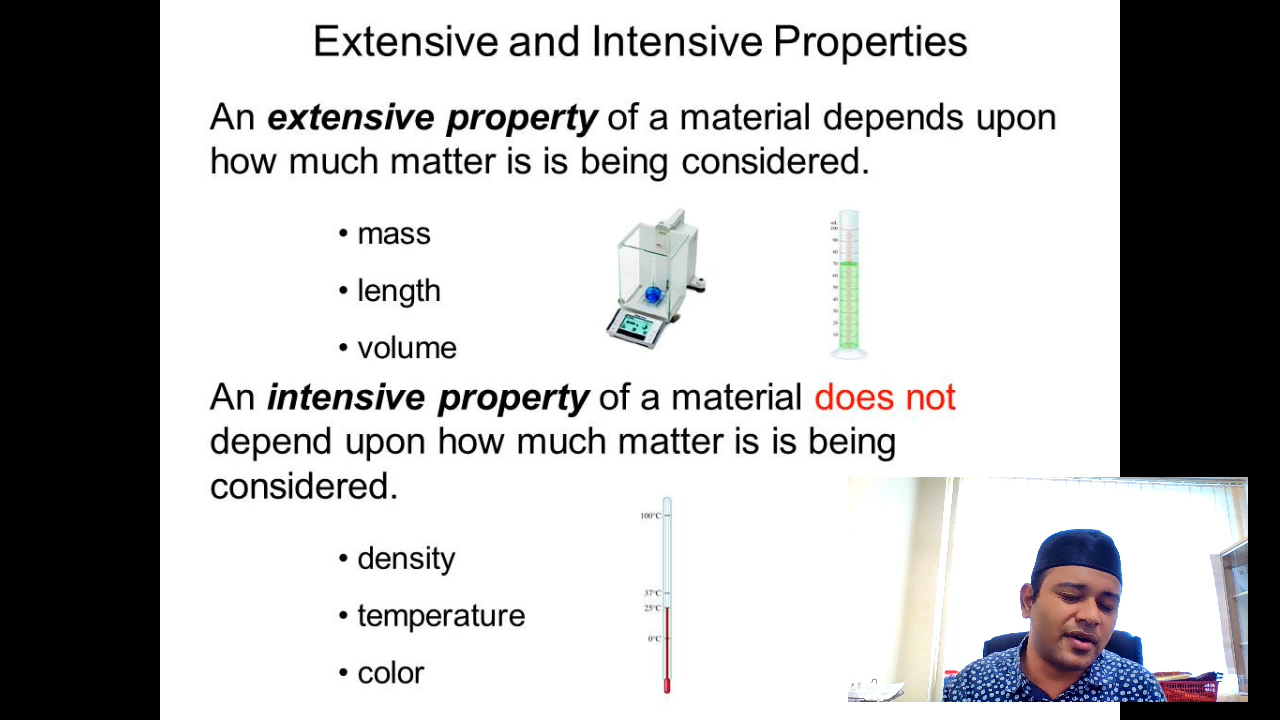 Extensive and Intensive Properties
An extensive property of a material depends upon
how much matter is is being considered.
• mass
• length
• volume
An intensive property of a material does not
depend upon how much matter is is being
considered.
100°C
37°C
25°C
0°C
• density
• temperature
• color